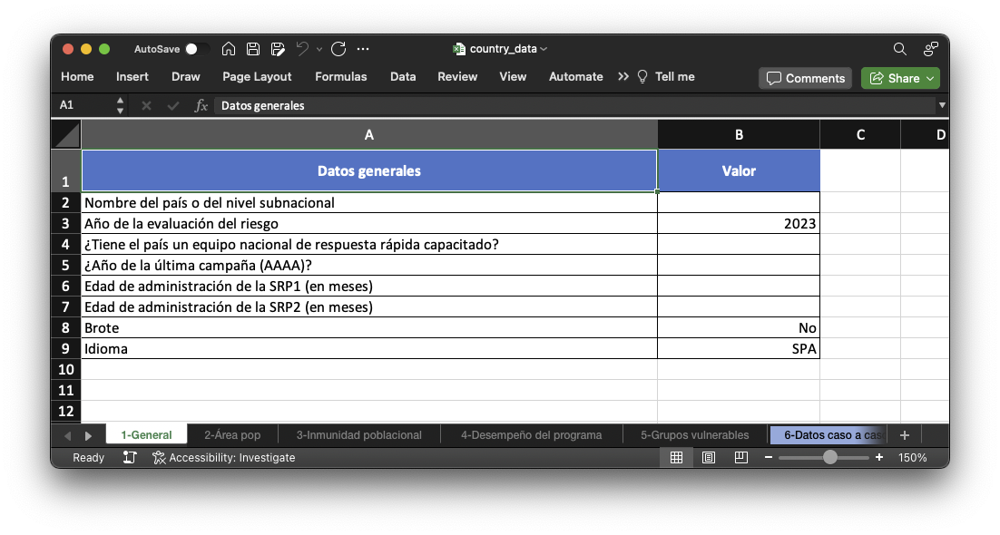 AutoSave
country_data
Home Insert Draw Page Layout Formulas Data Review View Automate Tell me Comments Share
A1 fx Datos generales
A B C D
1 Datos generales Valor
2 Nombre del país o del nivel subnacional
3 Año de la evaluación del riesgo 2023
4 ¿Tiene el país un equipo nacional de respuesta rápida capacitado?
5 ¿Año de la última campaña (AAAA)?
6 Edad de administración de la SRP1 (en meses)
7 Edad de administración de la SRP2 (en meses)
8 Brote No
9 Idioma SPA
10
11
12
1-General 2-Área pop 3-Inmunidad poblacional 4-Desempeño del programa 5-Grupos vulnerables 6-Datos caso a cas
Ready Accessibility: Investigate 150%